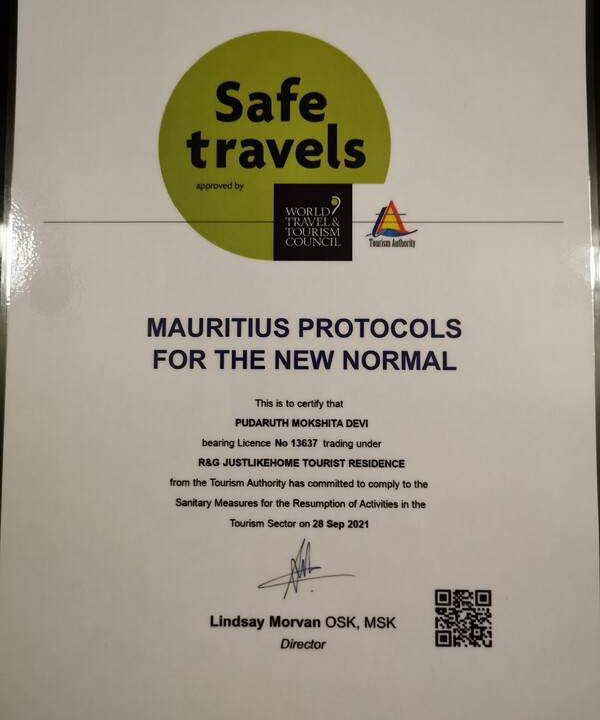 Safe
travels
approved by
WORLD
TRAVEL &
TOURISM
COUNCIL
Tourism Authority
MAURITIUS PROTOCOLS
FOR THE NEW NORMAL
This is to certify that
PUDARUTH MOKSHITA DEVI
bearing Licence No 13637 trading under
R&G JUSTLIKEHOME TOURIST RESIDENCE
from the Tourism Authority has committed to comply to the
Sanitary Measures for the Resumption of Activities in the
Tourism Sector on 28 Sep 2021
Lindsay Morvan OSK, MSK
Director